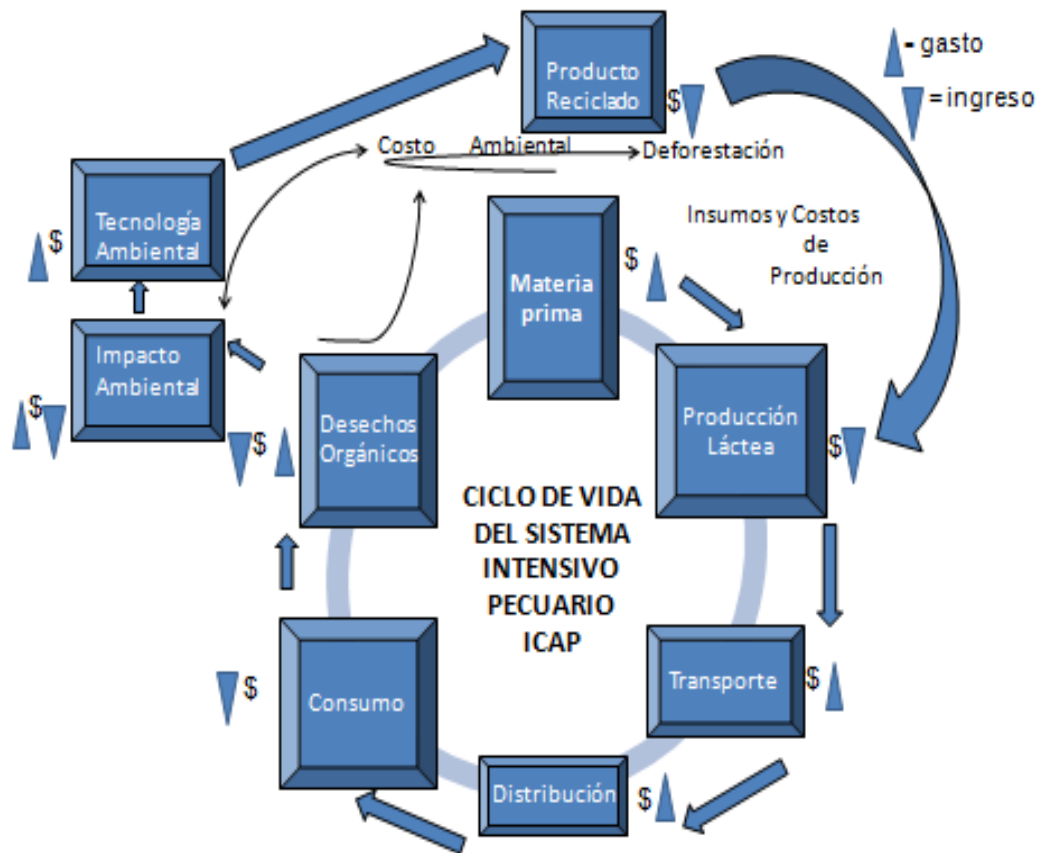 Producto
Reciclado
$
▲- gasto
▼= ingreso
Costo Ambiental Deforestación
Tecnología
Ambiental
$
Insumos y Costos
de
Producción
Materia
prima
$
Impacto
Ambiental
$
Desechos
Orgánicos
$
Producción
Láctea
$
CICLO DE VIDA
DEL SISTEMA
INTENSIVO
PECUARIO
ICAP
Transporte
$
Consumo
$
Distribución
$